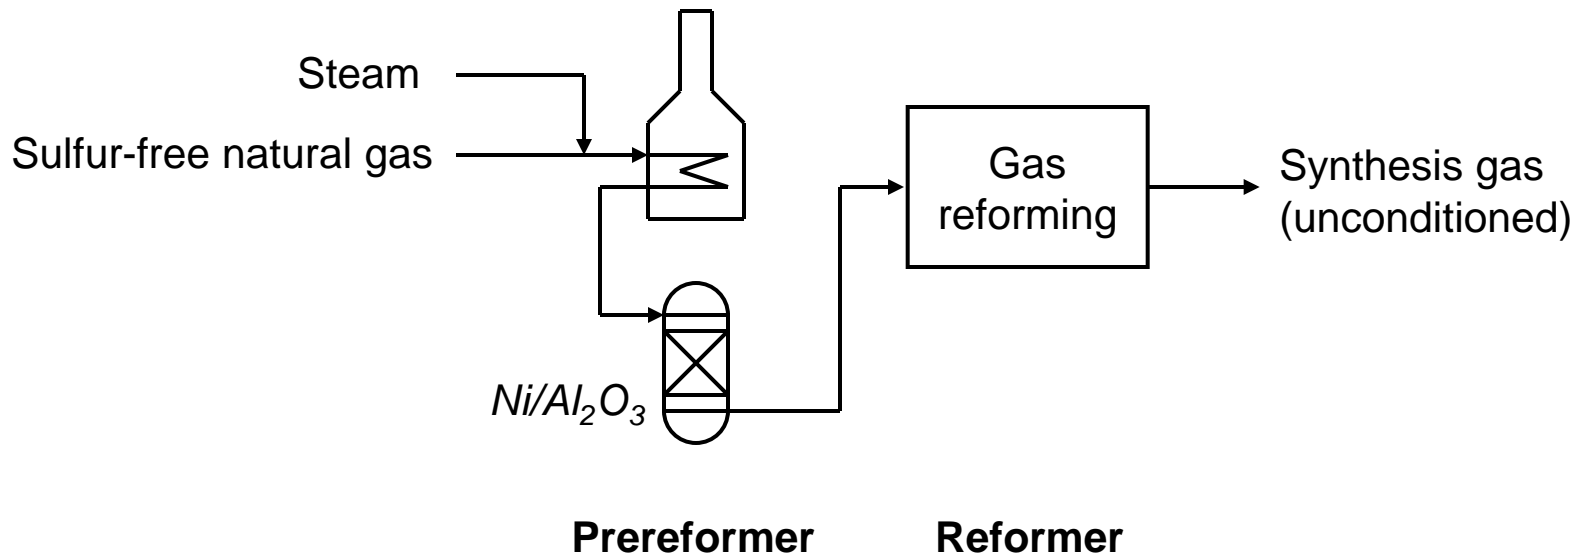 Steam
Sulfur-free natural gas
Gas
reforming
Synthesis gas
(unconditioned)
Ni/Al₂O₃
Prereformer
Reformer